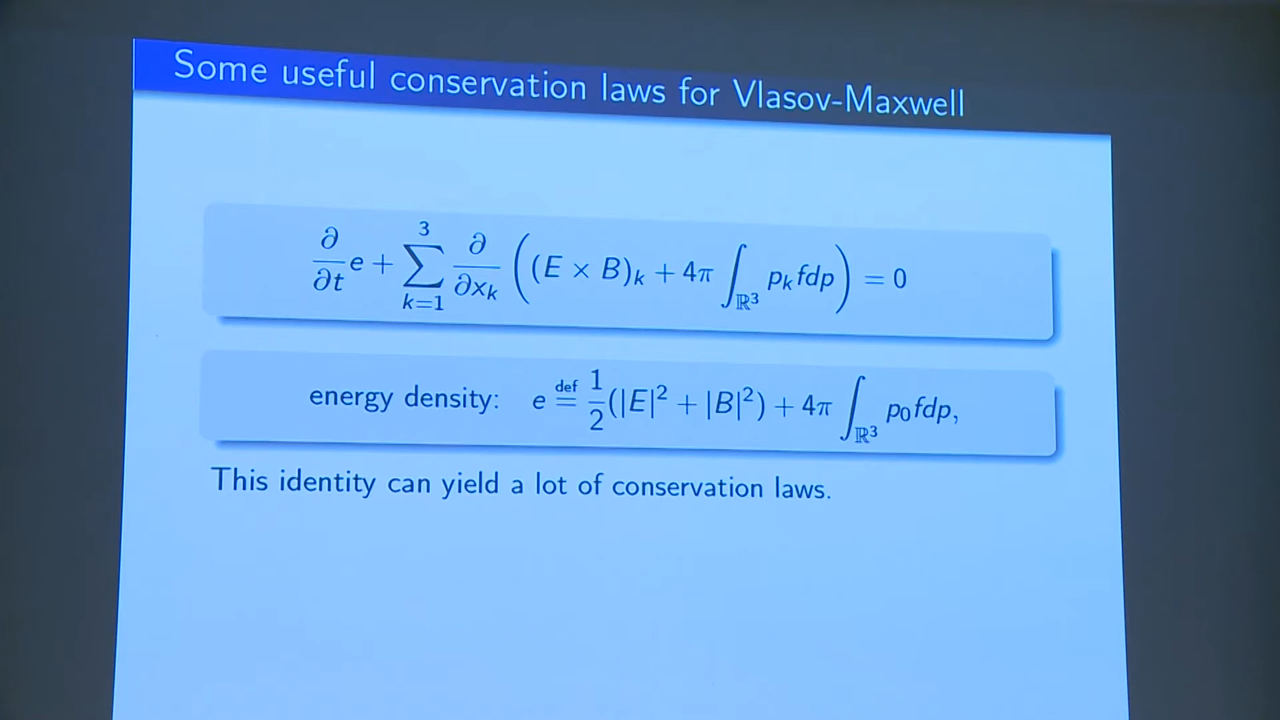 Some useful conservation laws for Vlasov-Maxwell
∂/∂t e + ∑_{k=1}^{3} ∂/∂x_k ( (E × B)_k + 4π ∫_{ℝ³} p_k f dp ) = 0
energy density: e ≝ 1/2 (|E|² + |B|²) + 4π ∫_{ℝ³} p₀ f dp,
This identity can yield a lot of conservation laws.